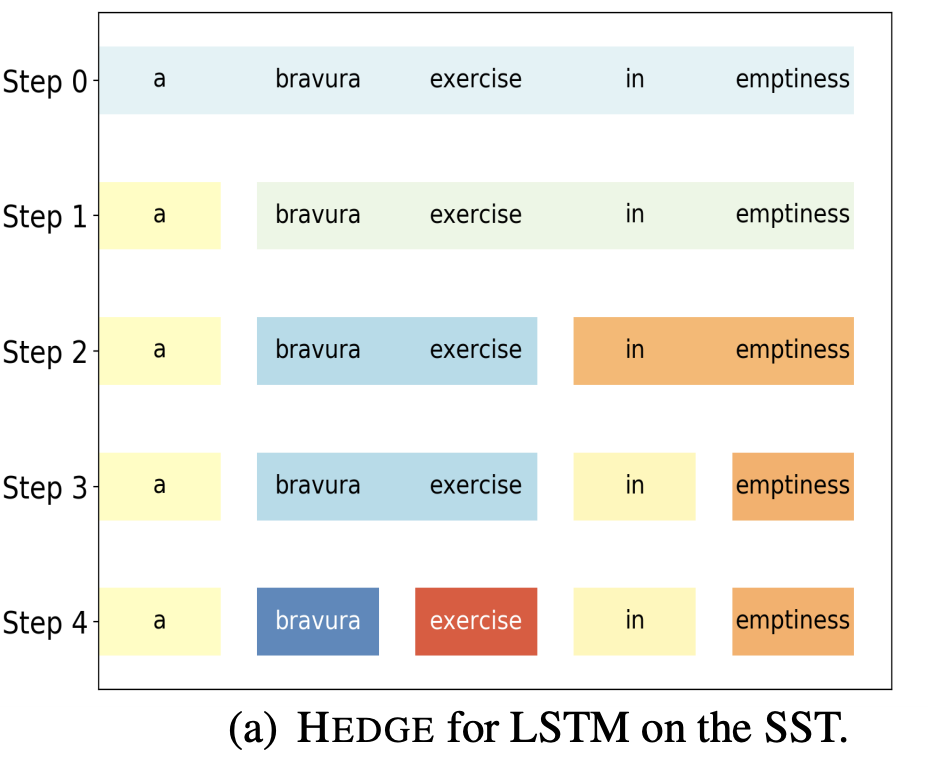 Step 0 a bravura exercise in emptiness
Step 1 a bravura exercise in emptiness
Step 2 a bravura exercise in emptiness
Step 3 a bravura exercise in emptiness
Step 4 a bravura exercise in emptiness
(a) HEDGE for LSTM on the SST.